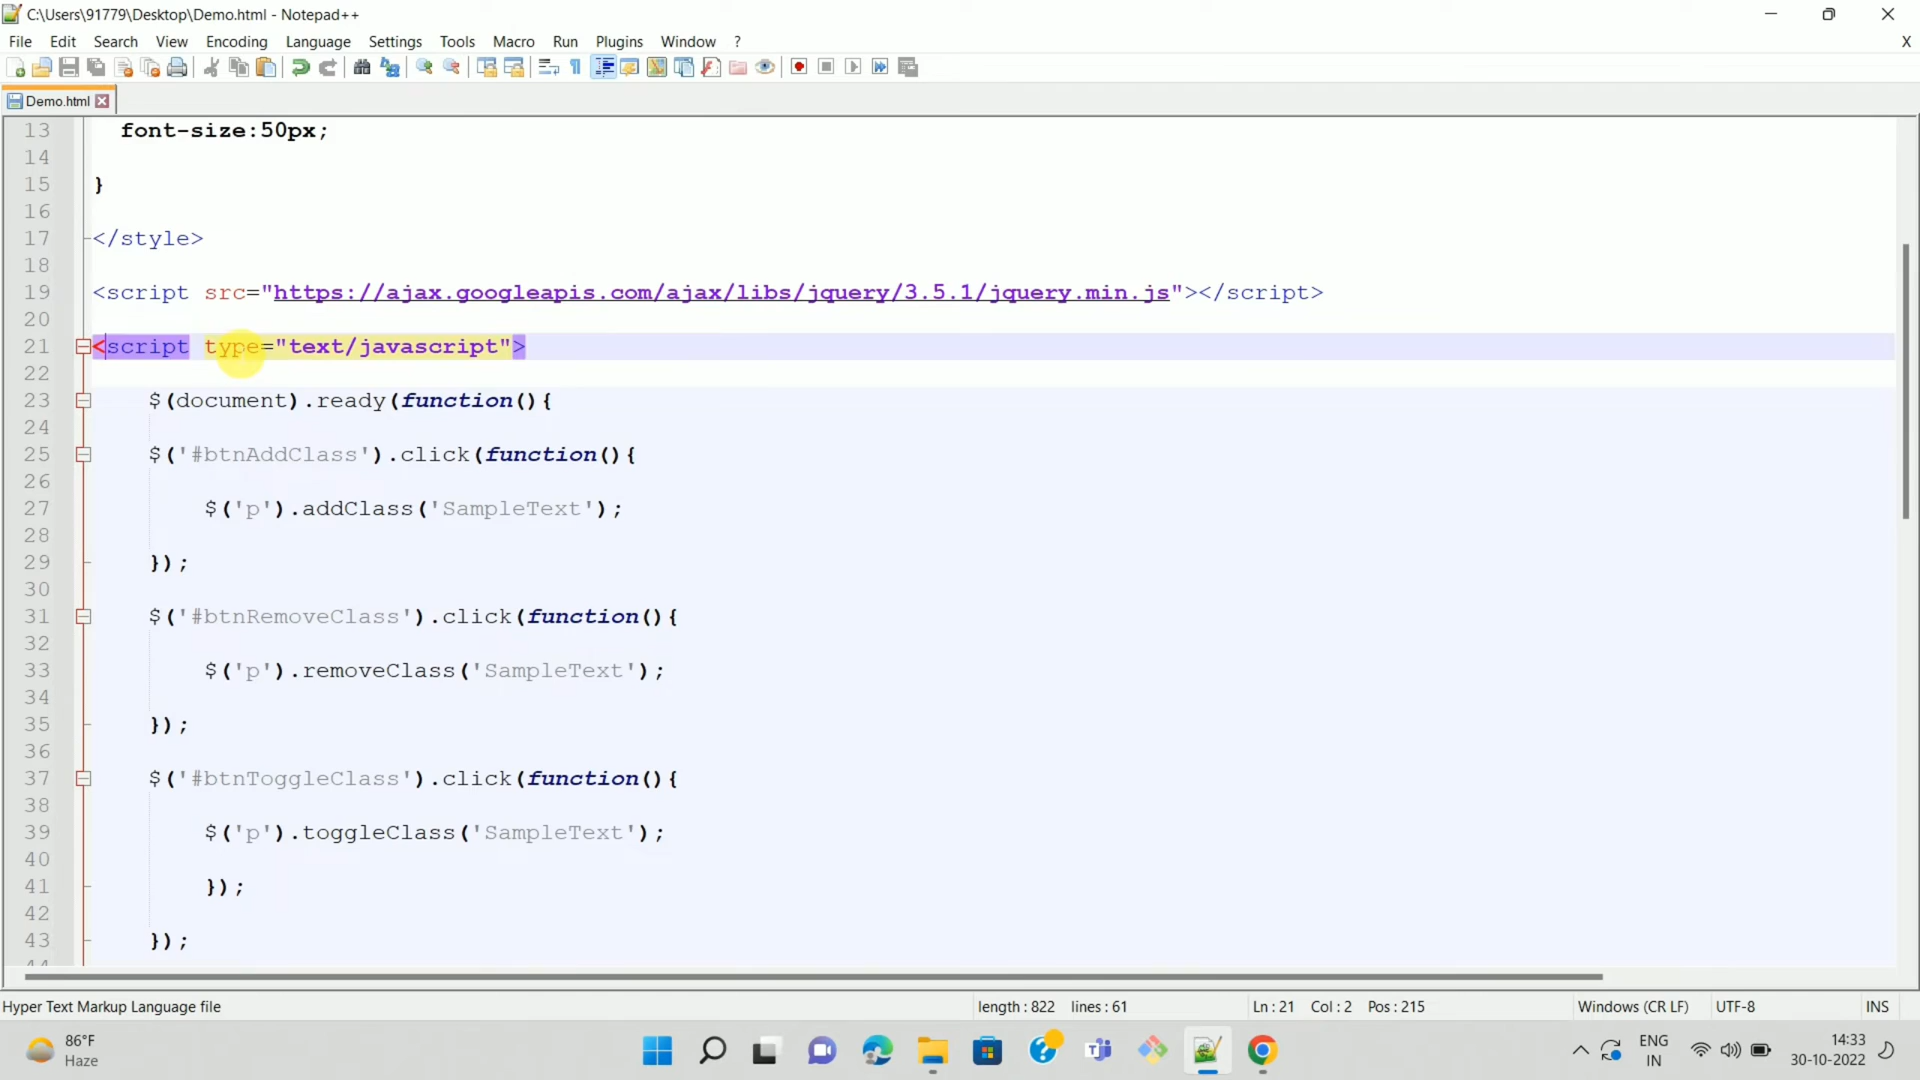 C:\Users\91779\Desktop\Demo.html - Notepad++
File Edit Search View Encoding Language Settings Tools Macro Run Plugins Window ? X
Demo.html
13 font-size:50px;
14
15 }
16
17 </style>
18
19 <script src="https://ajax.googleapis.com/ajax/libs/jquery/3.5.1/jquery.min.js"></script>
20
21 <script type="text/javascript">
22
23 $(document).ready(function(){
24
25 $('#btnAddClass').click(function(){
26
27 $('p').addClass('SampleText');
28
29 });
30
31 $('#btnRemoveClass').click(function(){
32
33 $('p').removeClass('SampleText');
34
35 });
36
37 $('#btnToggleClass').click(function(){
38
39 $('p').toggleClass('SampleText');
40
41 });
42
43 });
44
Hyper Text Markup Language file length : 822 lines : 61 Ln : 21 Col : 2 Pos : 215 Windows (CR LF) UTF-8 INS
86°F
Haze
ENG
IN
14:33
30-10-2022